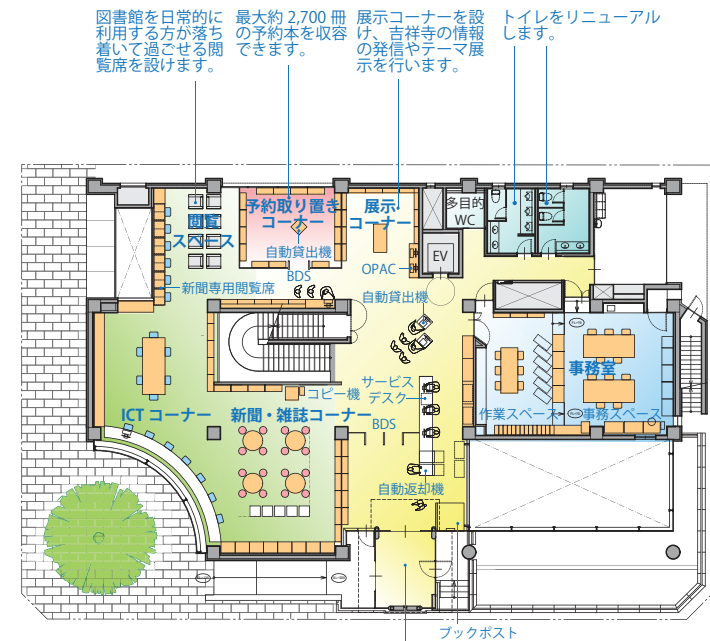 図書館を日常的に
利用する方が落ち
着いて過ごせる閲
覧席を設けます。
最大約 2,700 冊
の予約本を収容
できます。
展示コーナーを設
け、吉祥寺の情報
の発信やテーマ展
示を行います。
トイレをリニューアル
します。
閲覧
スペース
予約取り置き
コーナー
自動貸出機
BDS
展示
コーナー
多目的
WC
EV
OPAC
新聞専用閲覧席
自動貸出機
事務室
作業スペース
事務スペース
サービス
デスク
コピー機
ICT コーナー
新聞・雑誌コーナー
BDS
自動返却機
ブックポスト